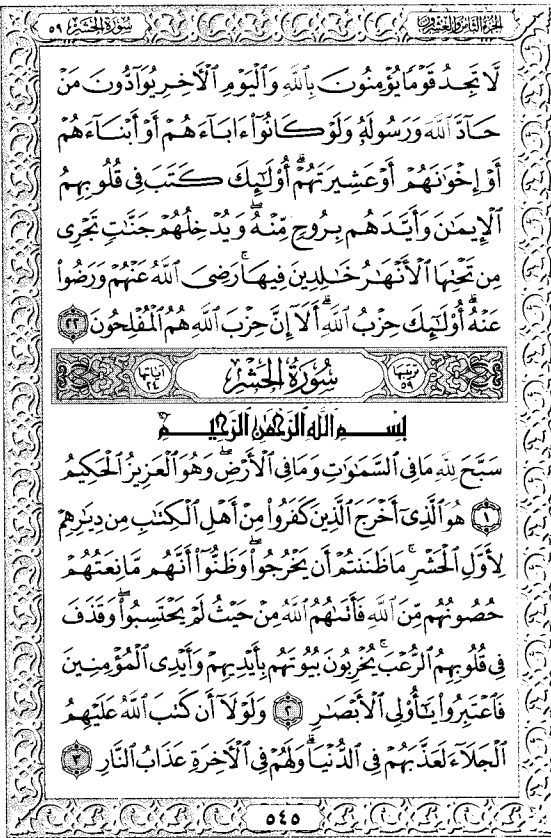 الجزء الثامن والعشرون سورة الحشر ٥٩
لَّا تَجِدُ قَوْمًا يُؤْمِنُونَ بِٱللَّهِ وَٱلْيَوْمِ ٱلْأَخِرِ يُوَآدُّونَ مَنْ
حَآدَّ ٱللَّهَ وَرَسُولَهُۥ وَلَوْ كَانُوٓا۟ ءَابَآءَهُمْ أَوْ أَبْنَآءَهُمْ
أَوْ إِخْوَٰنَهُمْ أَوْ عَشِيرَتَهُمْ ۚ أُو۟لَٰٓئِكَ كَتَبَ فِى قُلُوبِهِمُ
ٱلْإِيمَٰنَ وَأَيَّدَهُم بِرُوحٍ مِّنْهُ ۖ وَيُدْخِلُهُمْ جَنَّٰتٍ تَجْرِى
مِن تَحْتِهَا ٱلْأَنْهَٰرُ خَٰلِدِينَ فِيهَا ۚ رَضِىَ ٱللَّهُ عَنْهُمْ وَرَضُوا۟
عَنْهُ ۚ أُو۟لَٰٓئِكَ حِزْبُ ٱللَّهِ ۚ أَلَآ إِنَّ حِزْبَ ٱللَّهِ هُمُ ٱلْمُفْلِحُونَ ٢٢
ترتيبها ٥٩ سُورَةُ الحَشْرِ آياتها ٢٤
بِسْمِ ٱللَّهِ ٱلرَّحْمَٰنِ ٱلرَّحِيمِ
سَبَّحَ لِلَّهِ مَا فِى ٱلسَّمَٰوَٰتِ وَمَا فِى ٱلْأَرْضِ ۖ وَهُوَ ٱلْعَزِيزُ ٱلْحَكِيمُ
١ هُوَ ٱلَّذِىٓ أَخْرَجَ ٱلَّذِينَ كَفَرُوا۟ مِنْ أَهْلِ ٱلْكِتَٰبِ مِن دِيَٰرِهِمْ
لِأَوَّلِ ٱلْحَشْرِ ۚ مَا ظَنَنتُمْ أَن يَخْرُجُوا۟ ۖ وَظَنُّوٓا۟ أَنَّهُم مَّانِعَتُهُمْ
حُصُونُهُم مِّنَ ٱللَّهِ فَأَتَىٰهُمُ ٱللَّهُ مِنْ حَيْثُ لَمْ يَحْتَسِبُوا۟ ۖ وَقَذَفَ
فِى قُلُوبِهِمُ ٱلرُّعْبَ ۚ يُخْرِبُونَ بُيُوتَهُم بِأَيْدِيهِمْ وَأَيْدِى ٱلْمُؤْمِنِينَ
فَٱعْتَبِرُوا۟ يَٰٓأُو۟لِى ٱلْأَبْصَٰرِ ٢ وَلَوْلَآ أَن كَتَبَ ٱللَّهُ عَلَيْهِمُ
ٱلْجَلَآءَ لَعَذَّبَهُمْ فِى ٱلدُّنْيَا ۖ وَلَهُمْ فِى ٱلْأَخِرَةِ عَذَابُ ٱلنَّارِ ٣
٥٤٥